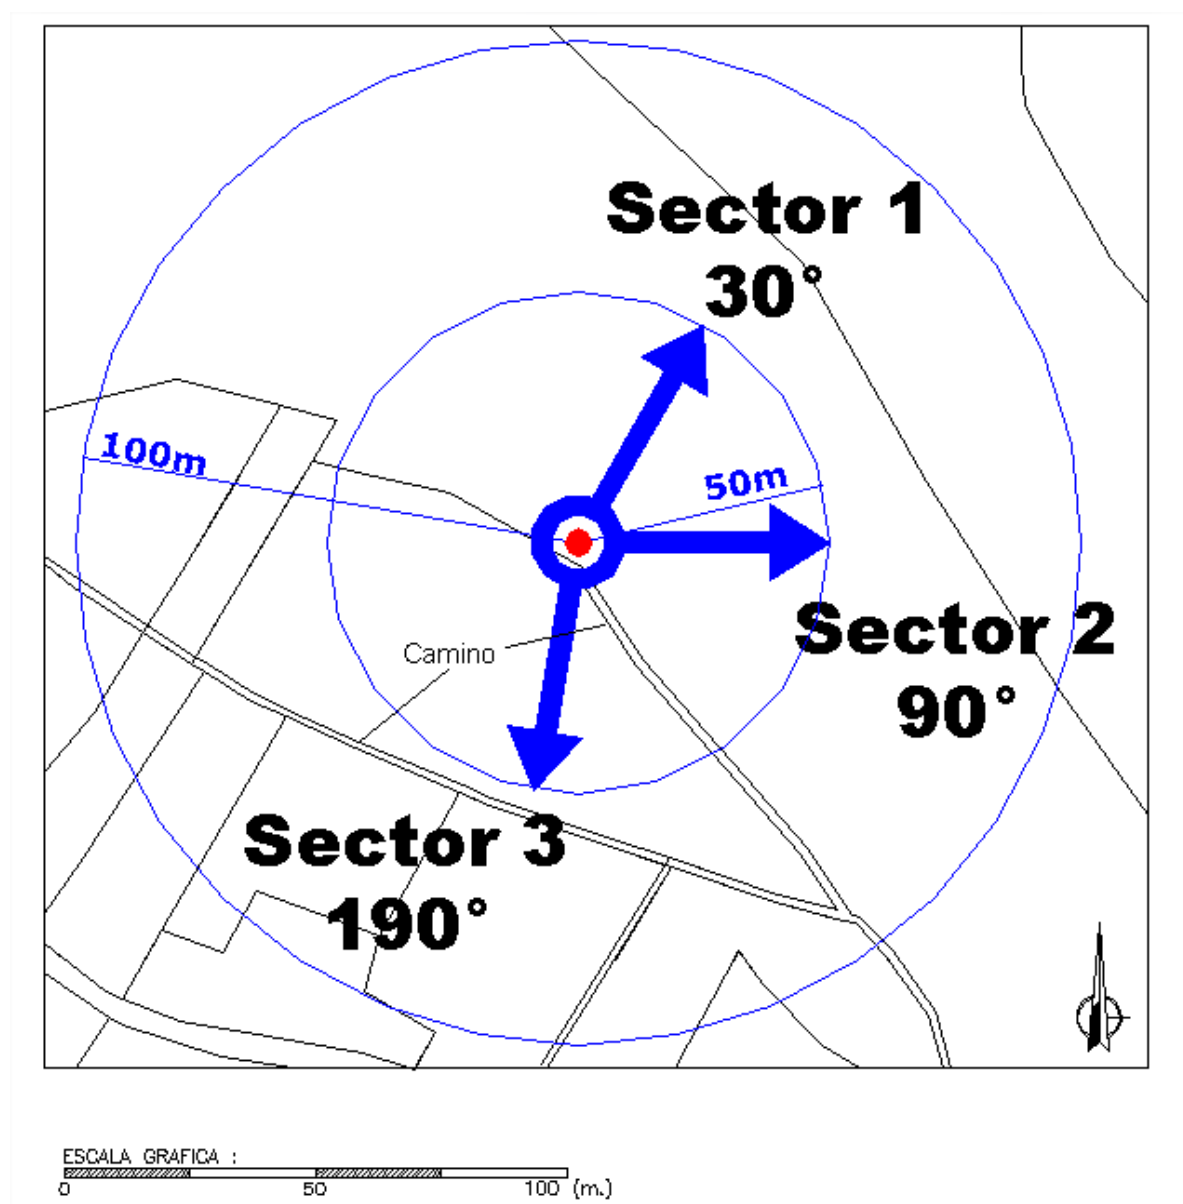 Sector 1
30°
100m
50m
Sector 2
90°
Camino
Sector 3
190°
ESCALA GRAFICA :
0 50 100 (m.)